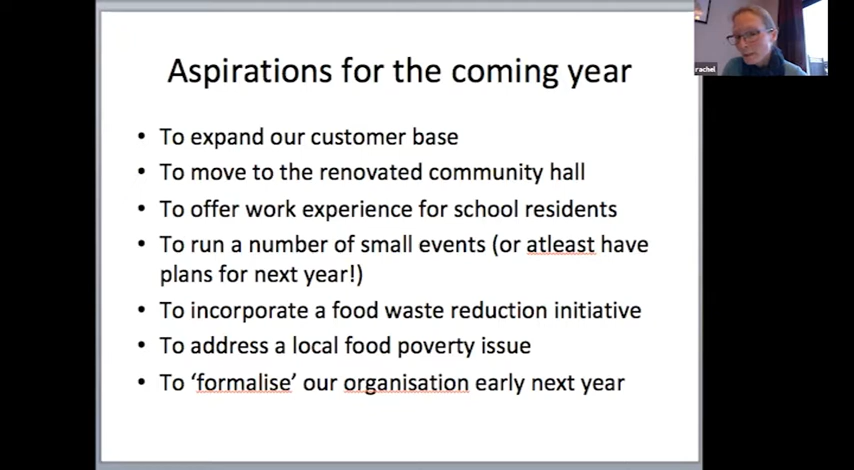 Aspirations for the coming year
• To expand our customer base
• To move to the renovated community hall
• To offer work experience for school residents
• To run a number of small events (or atleast have
plans for next year!)
• To incorporate a food waste reduction initiative
• To address a local food poverty issue
• To ‘formalise’ our organisation early next year
rachel